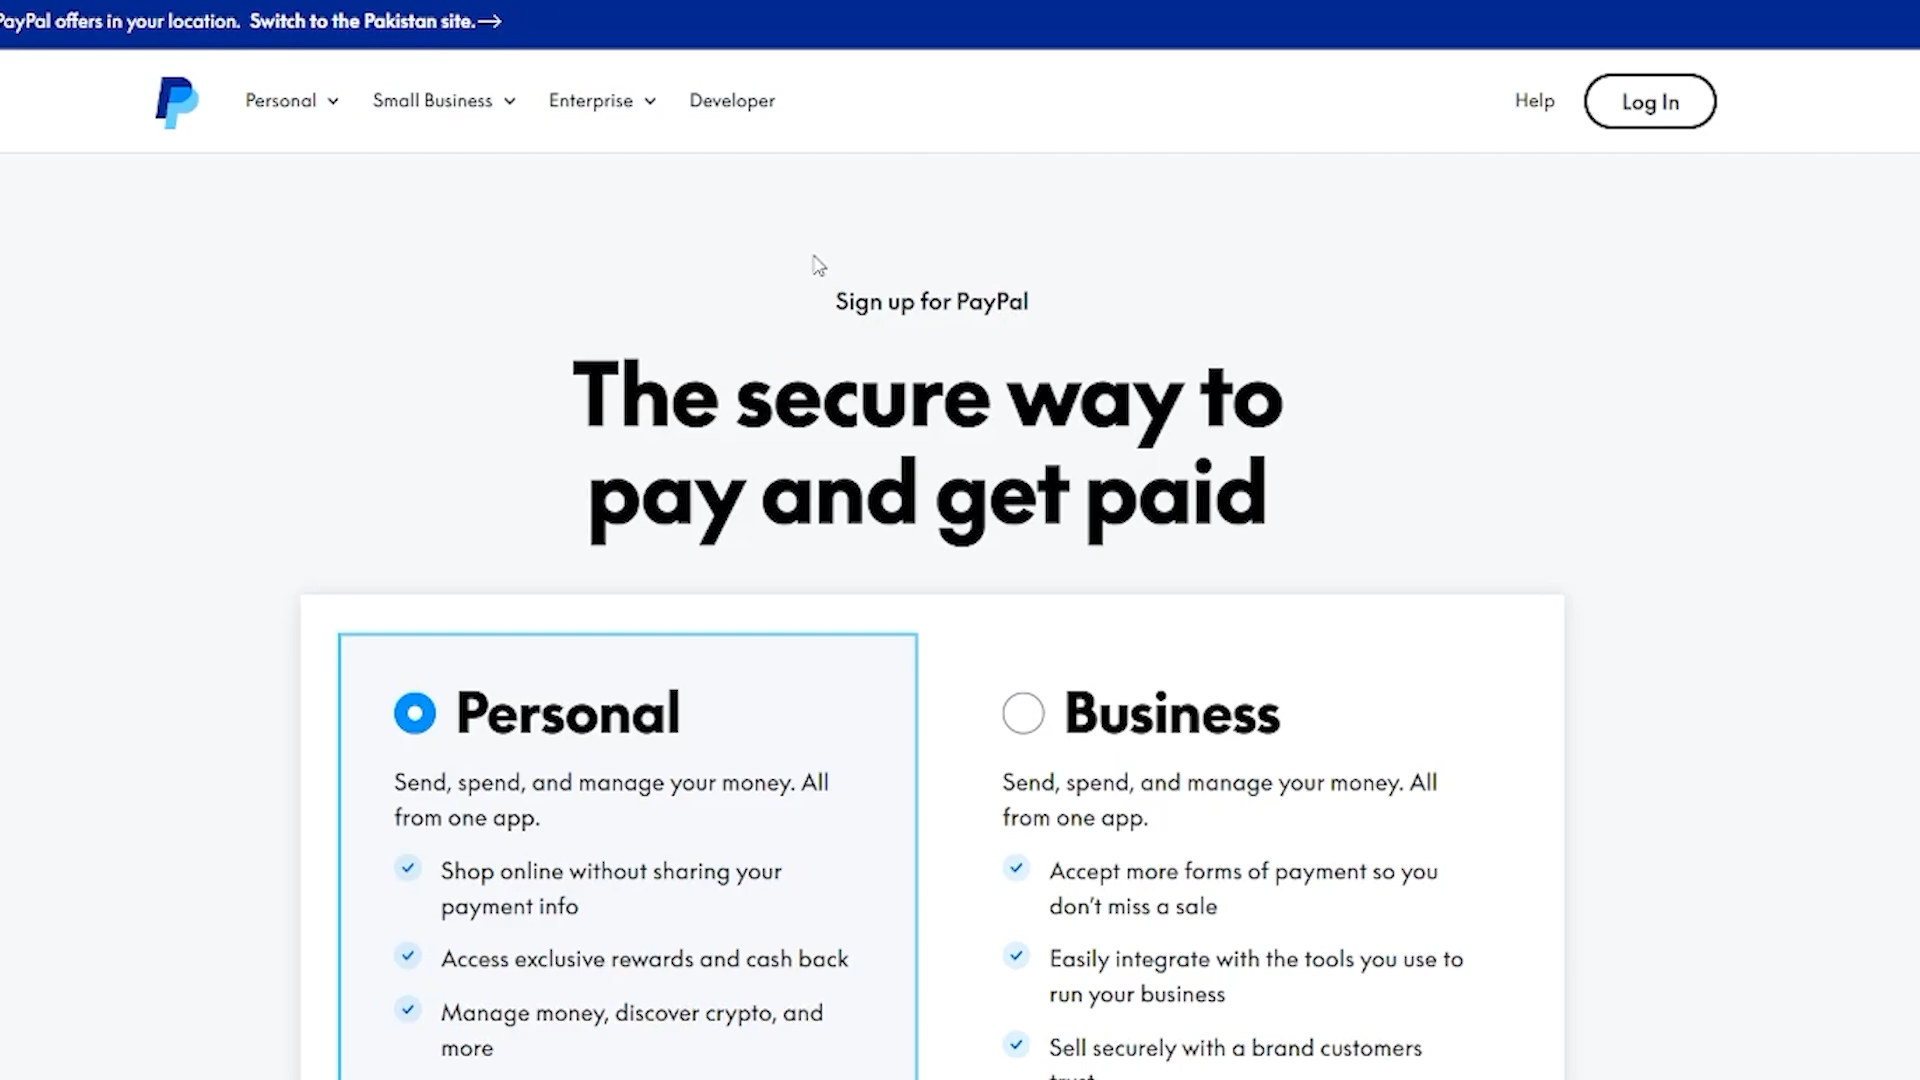 PayPal offers in your location. Switch to the Pakistan site.
Personal Small Business Enterprise Developer Help Log In
Sign up for PayPal
The secure way to
pay and get paid
Personal
Send, spend, and manage your money. All
from one app.
Shop online without sharing your
payment info
Access exclusive rewards and cash back
Manage money, discover crypto, and
more
Business
Send, spend, and manage your money. All
from one app.
Accept more forms of payment so you
don't miss a sale
Easily integrate with the tools you use to
run your business
Sell securely with a brand customers